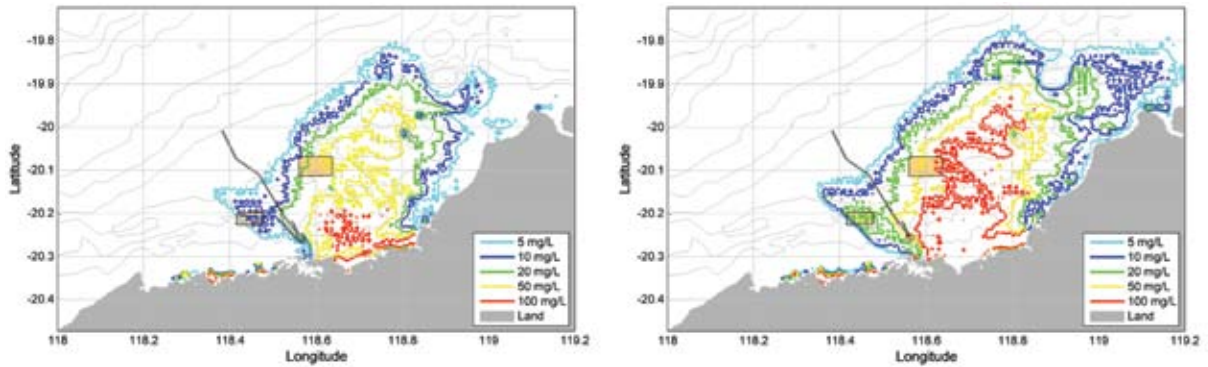 -19.8
-19.9
-20
-20.1
-20.2
-20.3
-20.4
Latitude
118
118.2
118.4
118.6
118.8
119
119.2
Longitude
5 mg/L
10 mg/L
20 mg/L
50 mg/L
100 mg/L
Land
-19.8
-19.9
-20
-20.1
-20.2
-20.3
-20.4
Latitude
118
118.2
118.4
118.6
118.8
119
119.2
Longitude
5 mg/L
10 mg/L
20 mg/L
50 mg/L
100 mg/L
Land